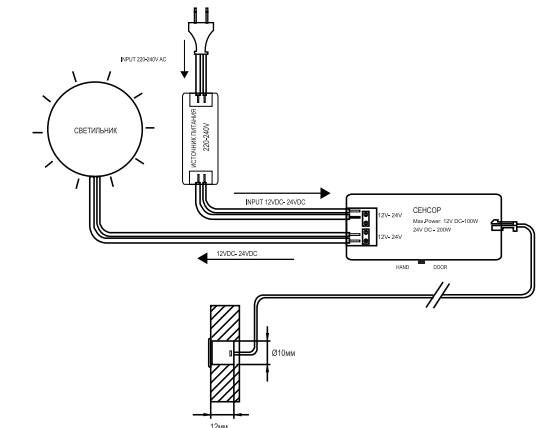 INPUT 220-240V AC
СВЕТИЛЬНИК
ИСТОЧНИК ПИТАНИЯ
220-240V
INPUT 12VDC- 24VDC
12VDC- 24VDC
СЕНСОР
Max.Power: 12V DC-100W
24V DC - 200W
12V- 24V
12V- 24V
HAND DOOR
Ø10мм
12мм